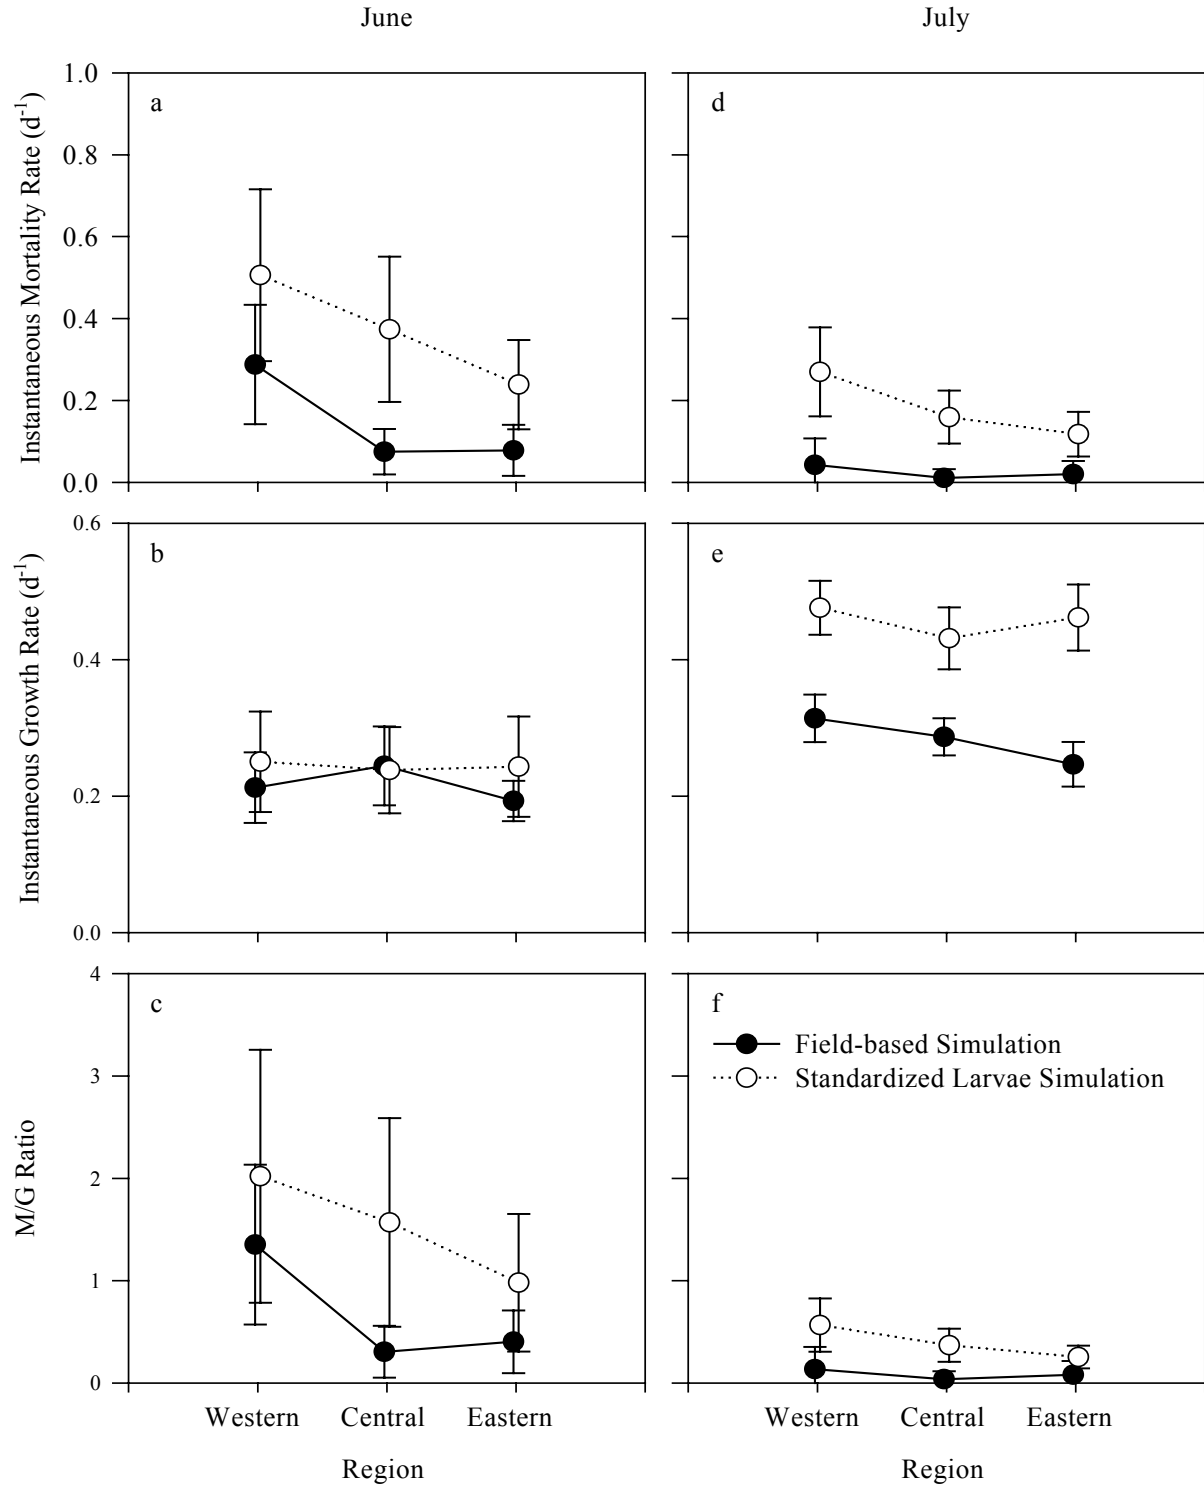 June
July
Instantaneous Mortality Rate (d-1)
1.0
0.8
0.6
0.4
0.2
0.0
a
d
Instantaneous Growth Rate (d-1)
0.6
0.4
0.2
0.0
b
e
M/G Ratio
4
3
2
1
0
c
f
Field-based Simulation
Standardized Larvae Simulation
Western Central Eastern
Region
Western Central Eastern
Region